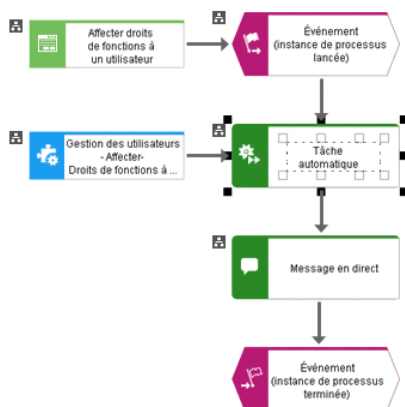 Affecter droits
de fonctions à
un utilisateur
Événement
(instance de processus
lancée)
Gestion des utilisateurs
- Affecter-
Droits de fonctions à ...
Tâche
automatique
Message en direct
Événement
(instance de processus
terminée)